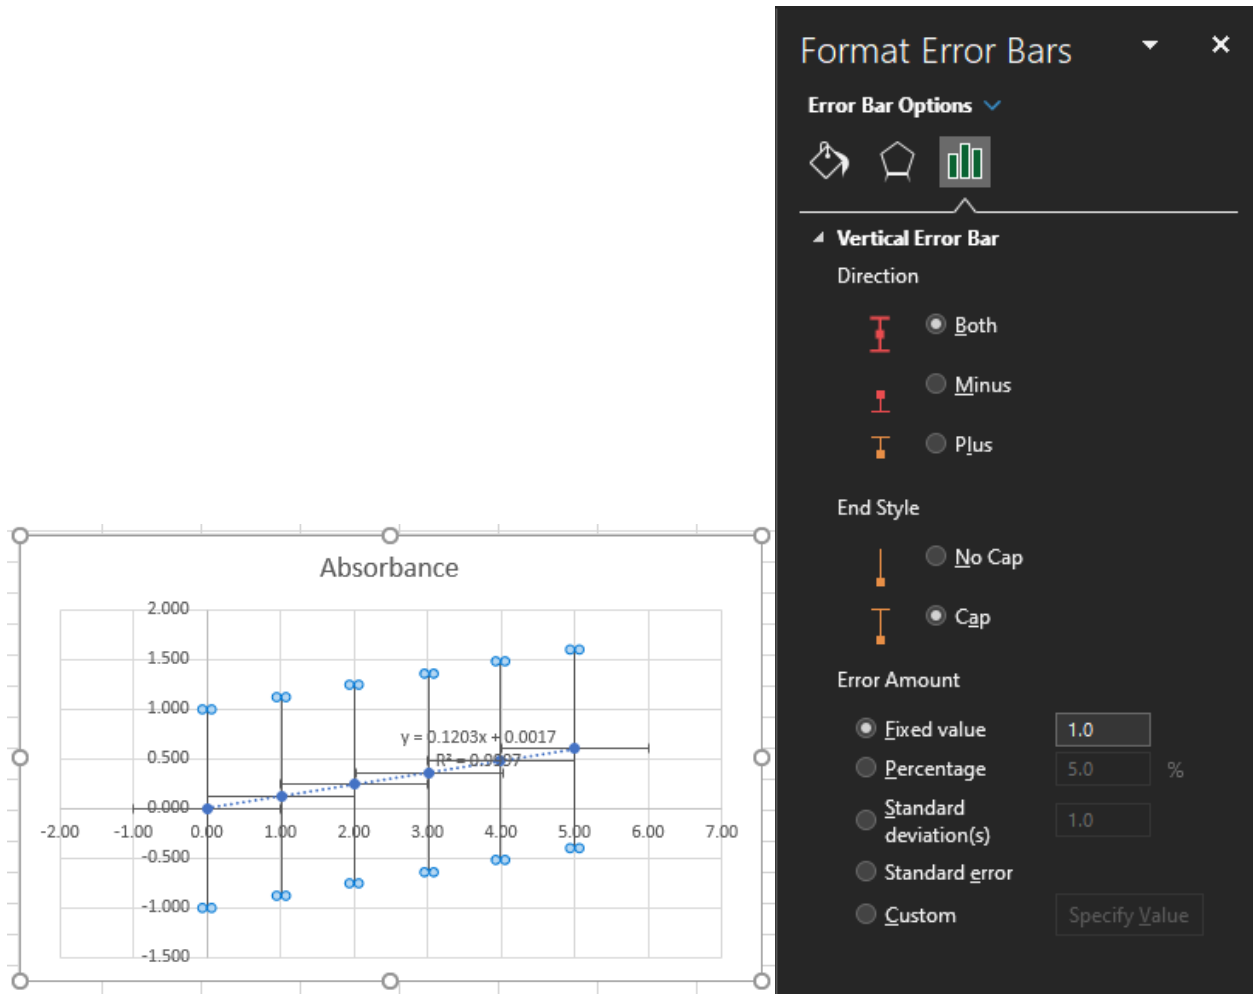 Format Error Bars
Error Bar Options
Vertical Error Bar
Direction
Both
Minus
Plus
End Style
No Cap
Cap
Error Amount
Fixed value 1.0
Percentage 5.0 %
Standard
deviation(s) 1.0
Standard error
Custom Specify Value
Absorbance
2.000
1.500
1.000
0.500
0.000
-0.500
-1.000
-1.500
y = 0.1203x + 0.0017
R² = 0.9997
-2.00 -1.00 0.00 1.00 2.00 3.00 4.00 5.00 6.00 7.00